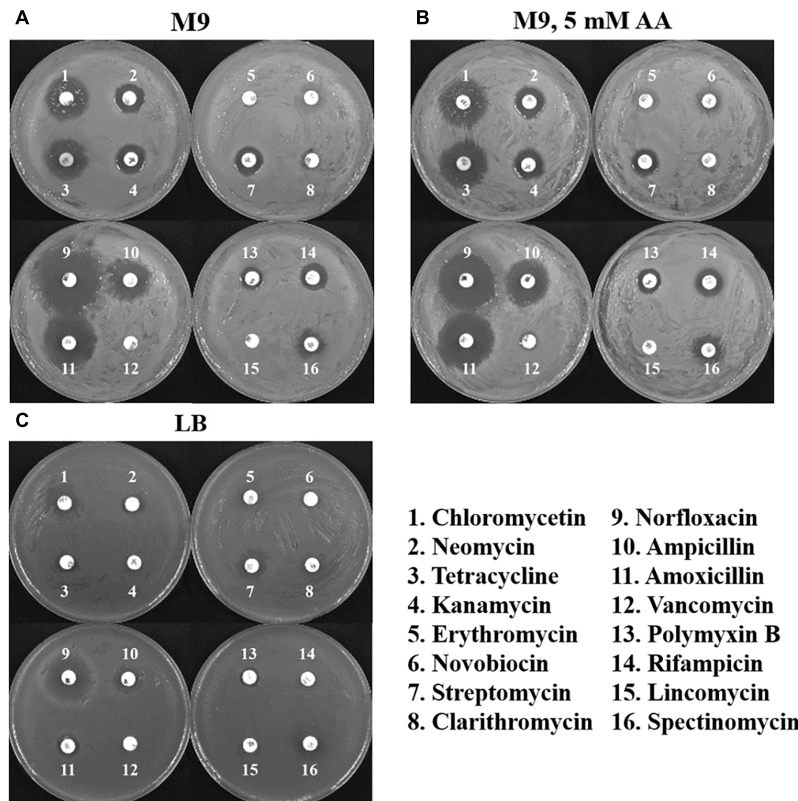 A
M9
1 2
3 4
5 6
7 8
9 10
11 12
13 14
15 16
B
M9, 5 mM AA
1 2
3 4
5 6
7 8
9 10
11 12
13 14
15 16
C
LB
1 2
3 4
5 6
7 8
9 10
11 12
13 14
15 16
1. Chloromycetin
2. Neomycin
3. Tetracycline
4. Kanamycin
5. Erythromycin
6. Novobiocin
7. Streptomycin
8. Clarithromycin
9. Norfloxacin
10. Ampicillin
11. Amoxicillin
12. Vancomycin
13. Polymyxin B
14. Rifampicin
15. Lincomycin
16. Spectinomycin